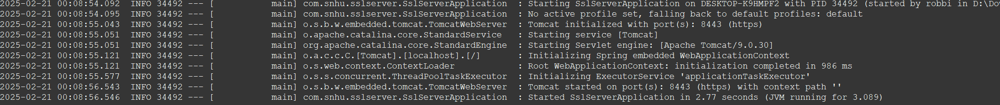 2025-02-21 00:08:54.092  INFO 34492 --- [           main] com.snhu.sslserver.SslServerApplication  : Starting SslServerApplication on DESKTOP-K9HMPF2 with PID 34492 (started by robbi in D:\Dov
2025-02-21 00:08:54.095  INFO 34492 --- [           main] com.snhu.sslserver.SslServerApplication  : No active profile set, falling back to default profiles: default
2025-02-21 00:08:55.043  INFO 34492 --- [           main] o.s.b.w.embedded.tomcat.TomcatWebServer  : Tomcat initialized with port(s): 8443 (https)
2025-02-21 00:08:55.051  INFO 34492 --- [           main] o.apache.catalina.core.StandardService   : Starting service [Tomcat]
2025-02-21 00:08:55.051  INFO 34492 --- [           main] org.apache.catalina.core.StandardEngine  : Starting Servlet engine: [Apache Tomcat/9.0.30]
2025-02-21 00:08:55.121  INFO 34492 --- [           main] o.a.c.c.C.[Tomcat].[localhost].[/]       : Initializing Spring embedded WebApplicationContext
2025-02-21 00:08:55.121  INFO 34492 --- [           main] o.s.web.context.ContextLoader            : Root WebApplicationContext: initialization completed in 986 ms
2025-02-21 00:08:55.577  INFO 34492 --- [           main] o.s.s.concurrent.ThreadPoolTaskExecutor  : Initializing ExecutorService 'applicationTaskExecutor'
2025-02-21 00:08:56.543  INFO 34492 --- [           main] o.s.b.w.embedded.tomcat.TomcatWebServer  : Tomcat started on port(s): 8443 (https) with context path ''
2025-02-21 00:08:56.546  INFO 34492 --- [           main] com.snhu.sslserver.SslServerApplication  : Started SslServerApplication in 2.77 seconds (JVM running for 3.089)